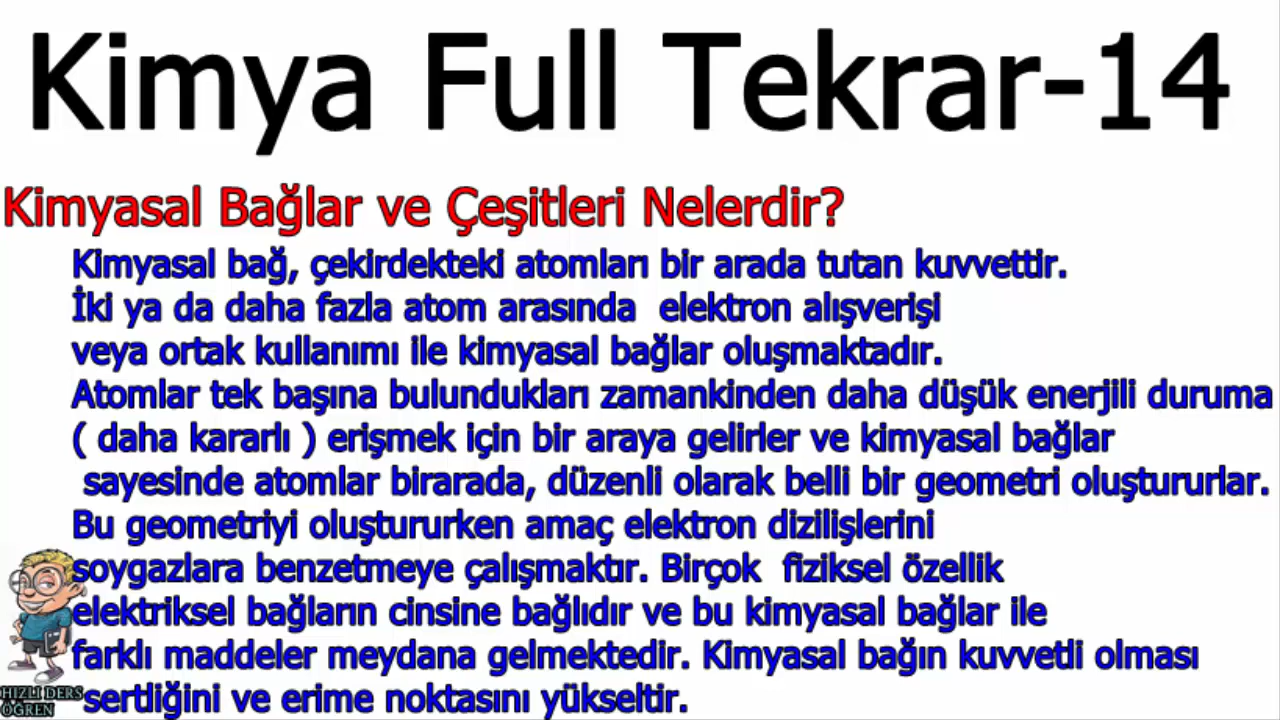 Kimya Full Tekrar-14
Kimyasal Bağlar ve Çeşitleri Nelerdir?
Kimyasal bağ, çekirdekteki atomları bir arada tutan kuvvettir.
İki ya da daha fazla atom arasında elektron alışverişi
veya ortak kullanımı ile kimyasal bağlar oluşmaktadır.
Atomlar tek başına bulundukları zamankinden daha düşük enerjili duruma
( daha kararlı ) erişmek için bir araya gelirler ve kimyasal bağlar
sayesinde atomlar birarada, düzenli olarak belli bir geometri oluştururlar.
Bu geometriyi oluştururken amaç elektron dizilişlerini
soygazlara benzetmeye çalışmaktır. Birçok fiziksel özellik
elektriksel bağların cinsine bağlıdır ve bu kimyasal bağlar ile
farklı maddeler meydana gelmektedir. Kimyasal bağın kuvvetli olması
sertliğini ve erime noktasını yükseltir.
HIZLI DERS
ÖĞREN